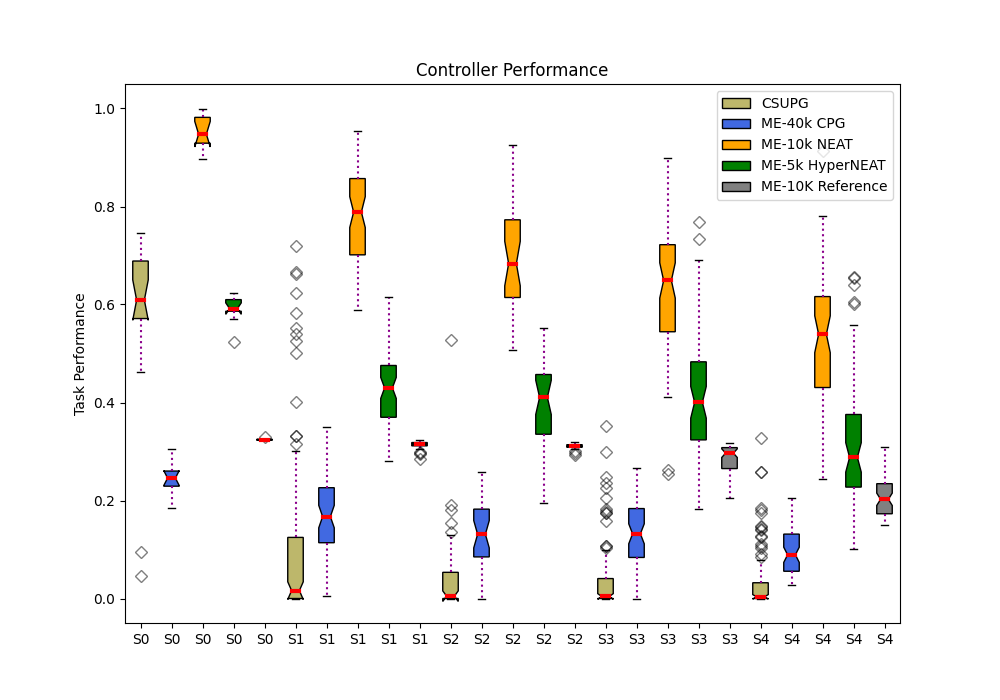 Controller Performance
CSUPG
ME-40k CPG
ME-10k NEAT
ME-5k HyperNEAT
ME-10K Reference
Task Performance
1.0
0.8
0.6
0.4
0.2
0.0
S0 S0 S0 S0 S0 S1 S1 S1 S1 S1 S2 S2 S2 S2 S2 S3 S3 S3 S3 S3 S4 S4 S4 S4 S4